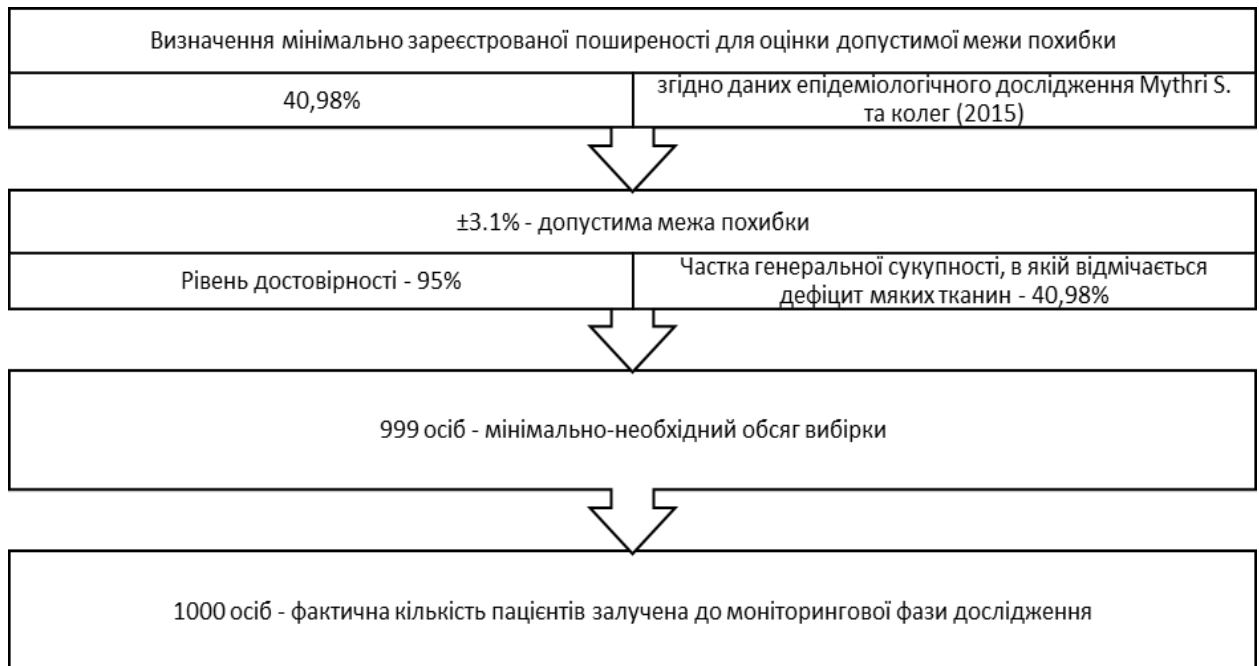 Визначення мінімально зареєстрованої поширеності для оцінки допустимої межи похибки
40,98%
згідно даних епідеміологічного дослідження Mythri S.
та колег (2015)
±3.1% - допустима межа похибки
Рівень достовірності - 95%
Частка генеральної сукупності, в якій відмічається
дефіцит мяких тканин - 40,98%
999 осіб - мінімально-необхідний обсяг вибірки
1000 осіб - фактична кількість пацієнтів залучена до моніторингової фази дослідження